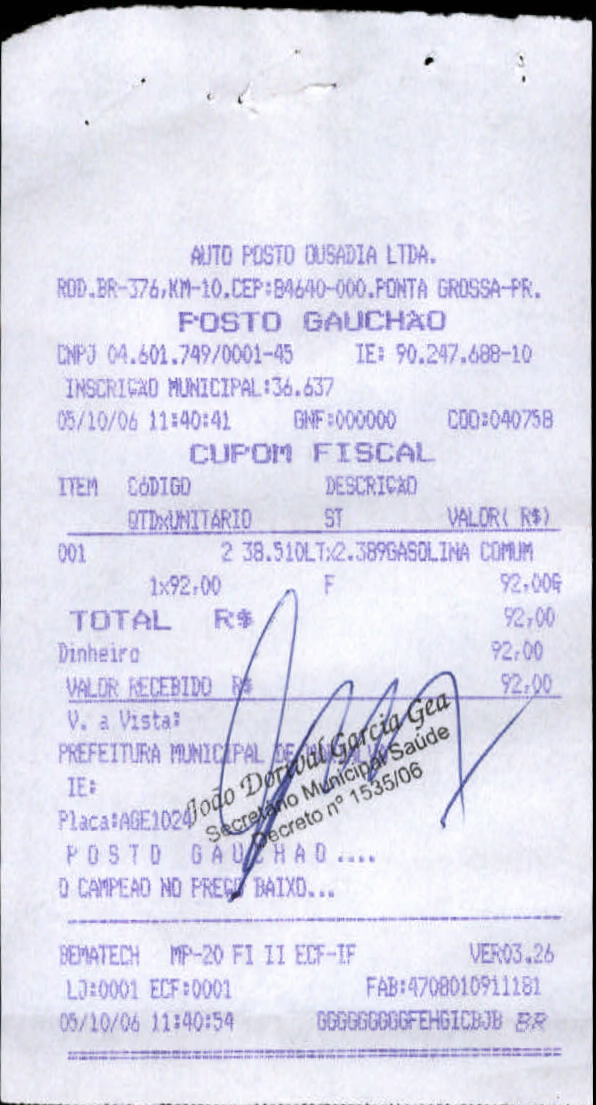 AUTO POSTO OUSADIA LTDA.
ROD.BR-376,KM-10.CEP:84640-000.PONTA GROSSA-PR.
POSTO GAUCHAO
CNPJ 04.601.749/0001-45 IE: 90.247.688-10
INSCRIÇAO MUNICIPAL:36.637
05/10/06 11:40:41 GNF:000000 COO:040758
CUPOM FISCAL
ITEM CóDIGO DESCRIÇAO
QTDxUNITARIO ST VALOR( R$)
001 2 38.510LTx2.389GASOLINA COMUM
1x92,00 F 92,00G
TOTAL R$ 92,00
Dinheiro 92,00
VALOR RECEBIDO R$ 92,00
V. a Vista:
PREFEITURA MUNICIPAL DE
IE:
Placa:AGE1024
João Dorival Garcia Gea
Secretário Municipal Saúde
Decreto nº 1535/06
POSTO GAUCHAO....
O CAMPEAO NO PREÇO BAIXO...
BEMATECH MP-20 FI II ECF-IF VER03.26
LJ:0001 ECF:0001 FAB:4708010911181
05/10/06 11:40:54 GGGGGGGGGFEHGICBJB BR